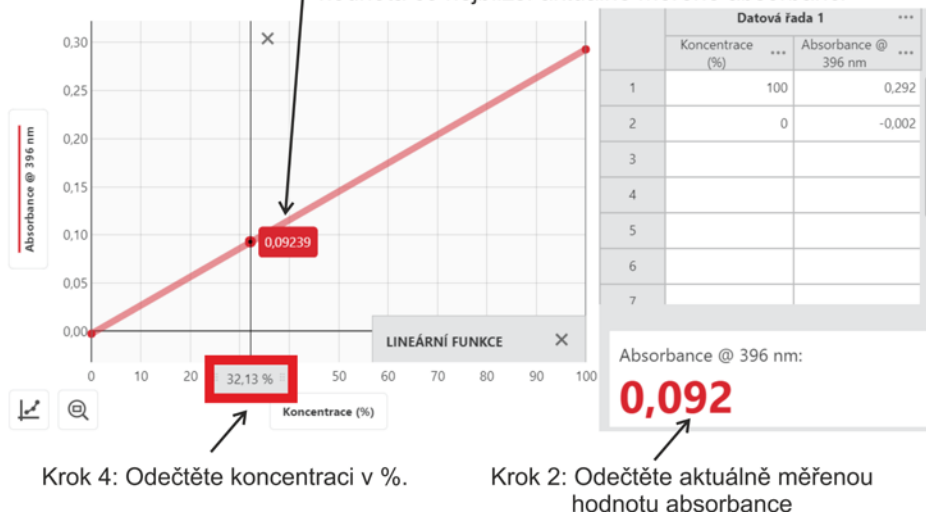 Datová řada 1 ...
Koncentrace (%) ...
Absorbance @ 396 nm ...
1 100 0,292
2 0 -0,002
3
4
5
6
7
0,30
0,25
0,20
0,15
0,10
0,05
0,00
Absorbance @ 396 nm
0,09239
LINEÁRNÍ FUNKCE
0 10 20 32,13 % 50 60 70 80 90 100
Koncentrace (%)
Absorbance @ 396 nm:
0,092
Krok 4: Odečtěte koncentraci v %.
Krok 2: Odečtěte aktuálně měřenou
hodnotu absorbance